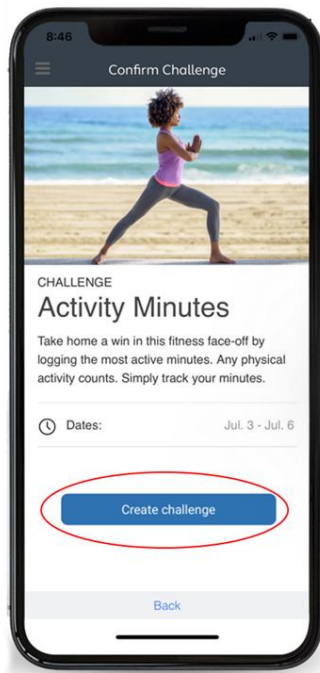 8:46
Confirm Challenge
CHALLENGE
Activity Minutes
Take home a win in this fitness face-off by
logging the most active minutes. Any physical
activity counts. Simply track your minutes.
Dates: Jul. 3 - Jul. 6
Create challenge
Back